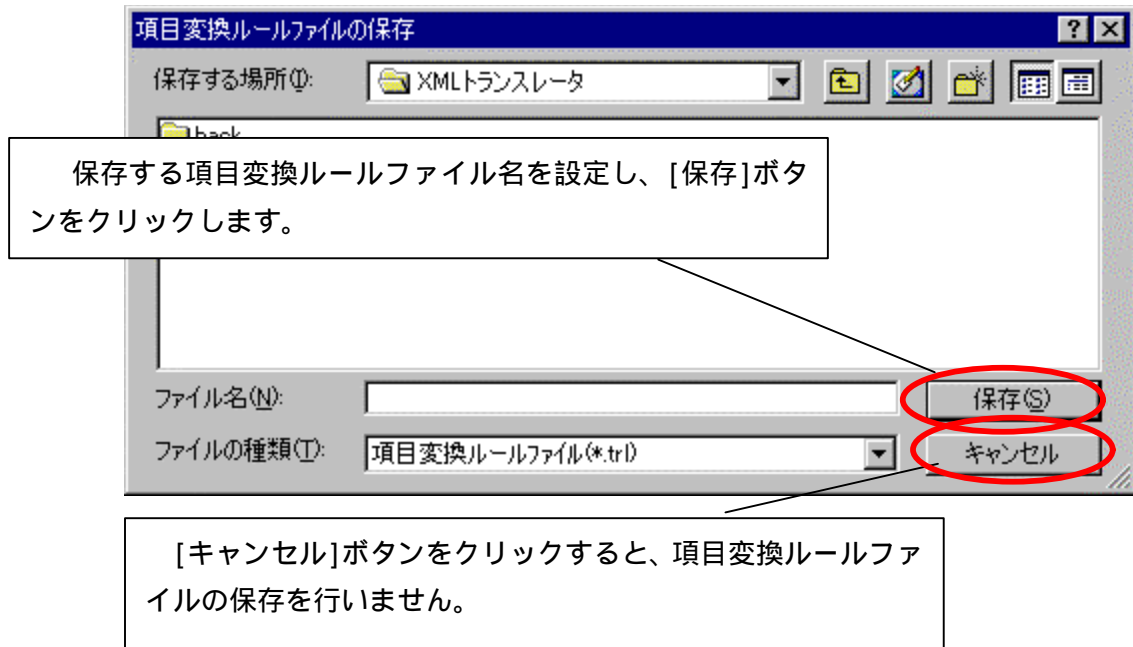 項目変換ルールファイルの保存
保存する場所(I):
XMLトランスレータ
back
保存する項目変換ルールファイル名を設定し、[保存]ボタ
ンをクリックします。
ファイル名(N):
保存(S)
ファイルの種類(T):
項目変換ルールファイル(*.trl)
キャンセル
[キャンセル]ボタンをクリックすると、項目変換ルールファ
イルの保存を行いません。